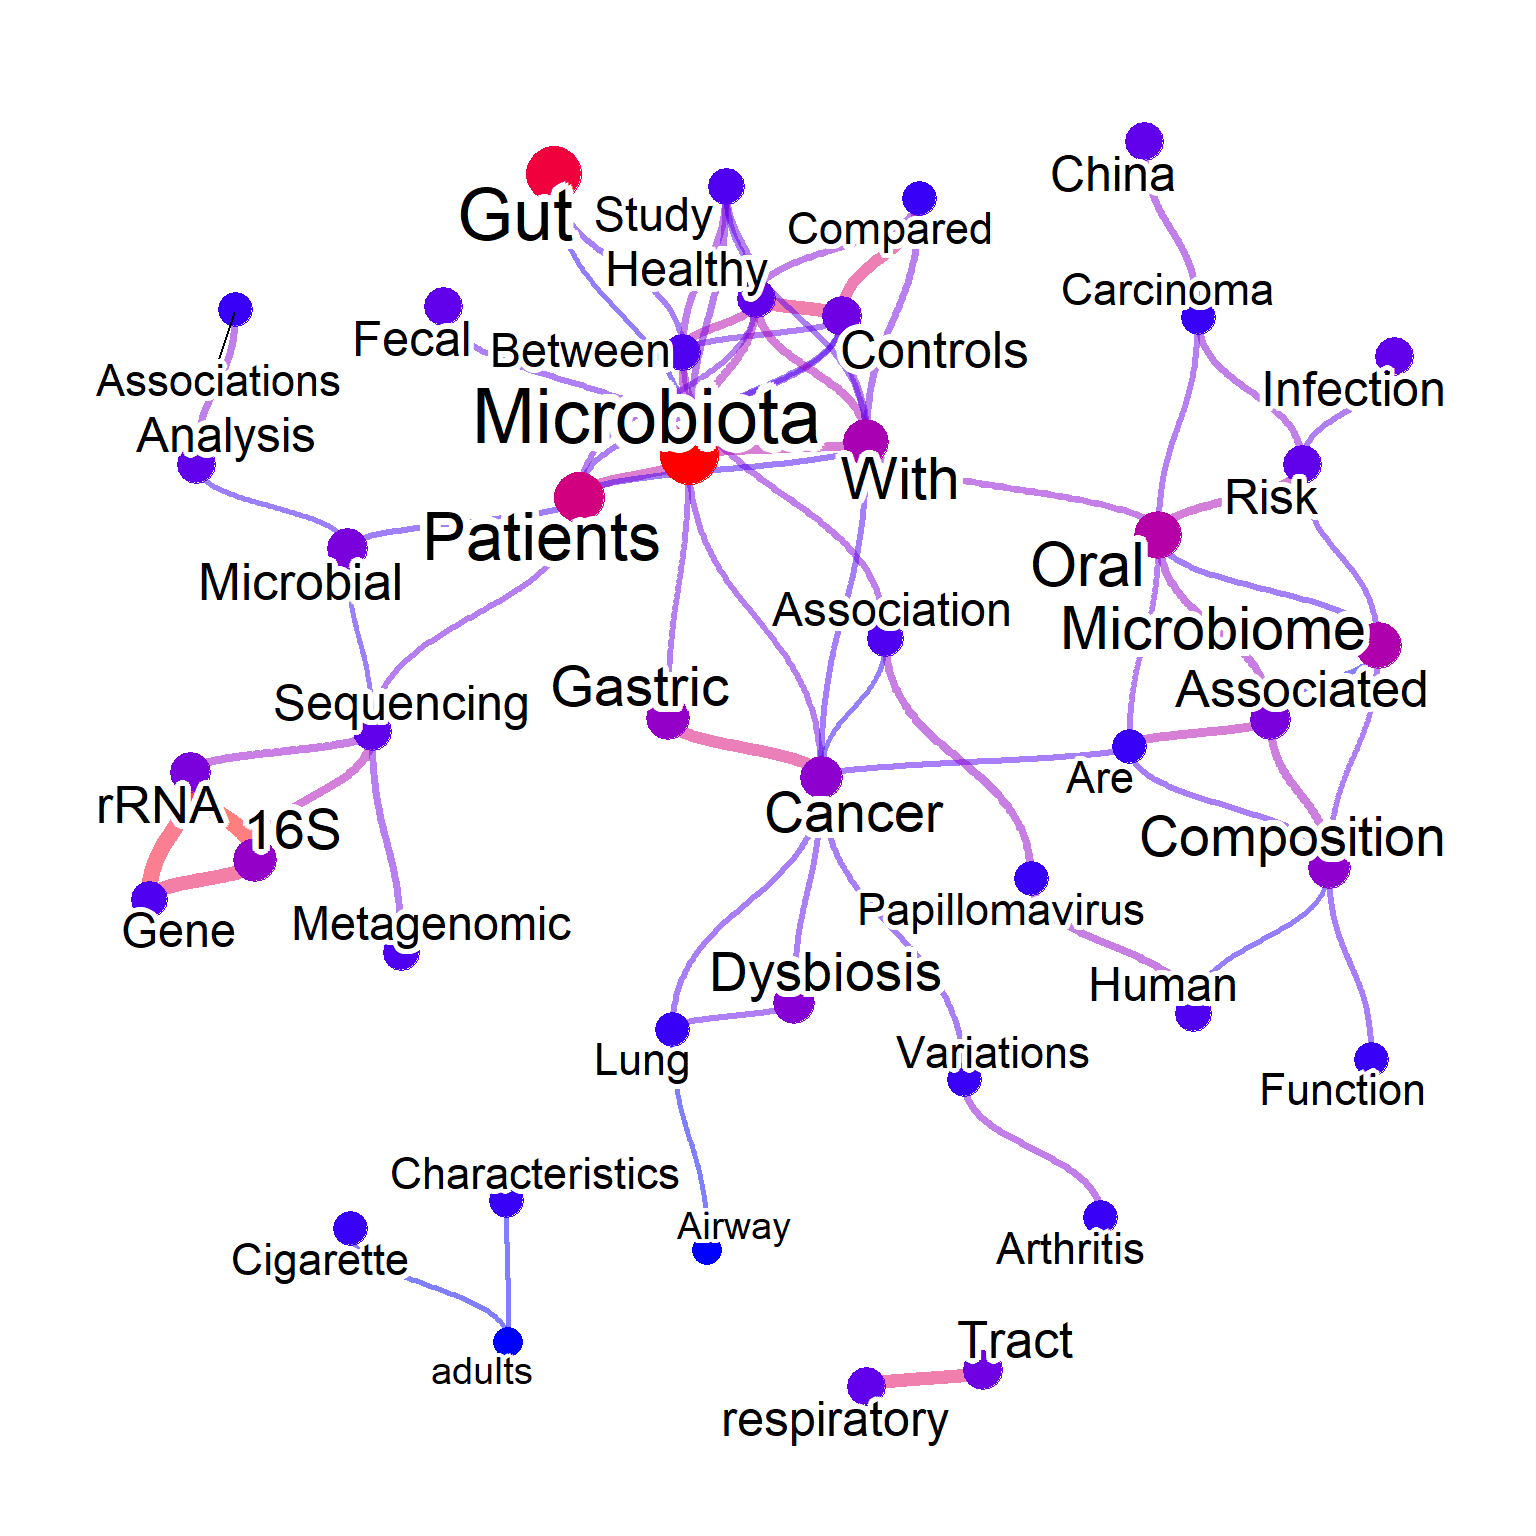 China
Gut
Study
Compared
Healthy
Carcinoma
Fecal
Between
Controls
Associations
Infection
Microbiota
Analysis
With
Risk
Patients
Oral
Microbial
Association
Microbiome
Gastric
Associated
Sequencing
Are
rRNA
16S
Cancer
Composition
Papillomavirus
Gene
Metagenomic
Dysbiosis
Human
Lung
Variations
Function
Characteristics
Airway
Cigarette
Arthritis
Tract
adults
respiratory